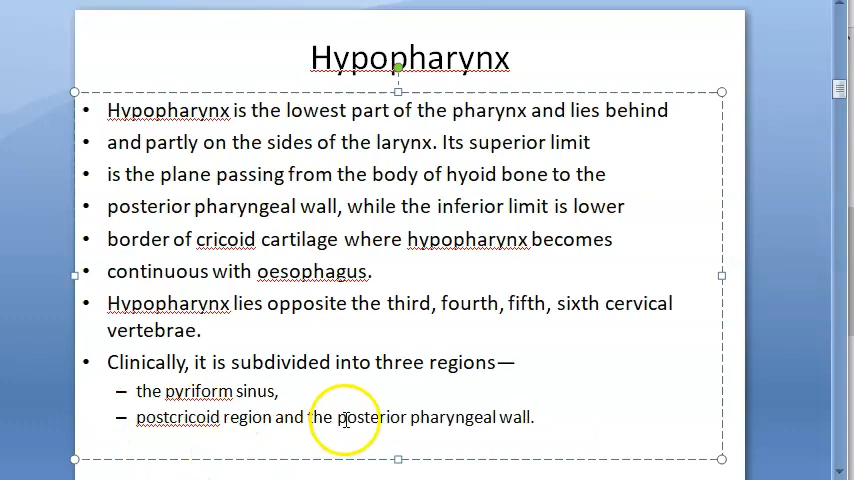 Hypopharynx
• Hypopharynx is the lowest part of the pharynx and lies behind
• and partly on the sides of the larynx. Its superior limit
• is the plane passing from the body of hyoid bone to the
• posterior pharyngeal wall, while the inferior limit is lower
• border of cricoid cartilage where hypopharynx becomes
• continuous with oesophagus.
• Hypopharynx lies opposite the third, fourth, fifth, sixth cervical
vertebrae.
• Clinically, it is subdivided into three regions—
– the pyriform sinus,
– postcricoid region and the posterior pharyngeal wall.